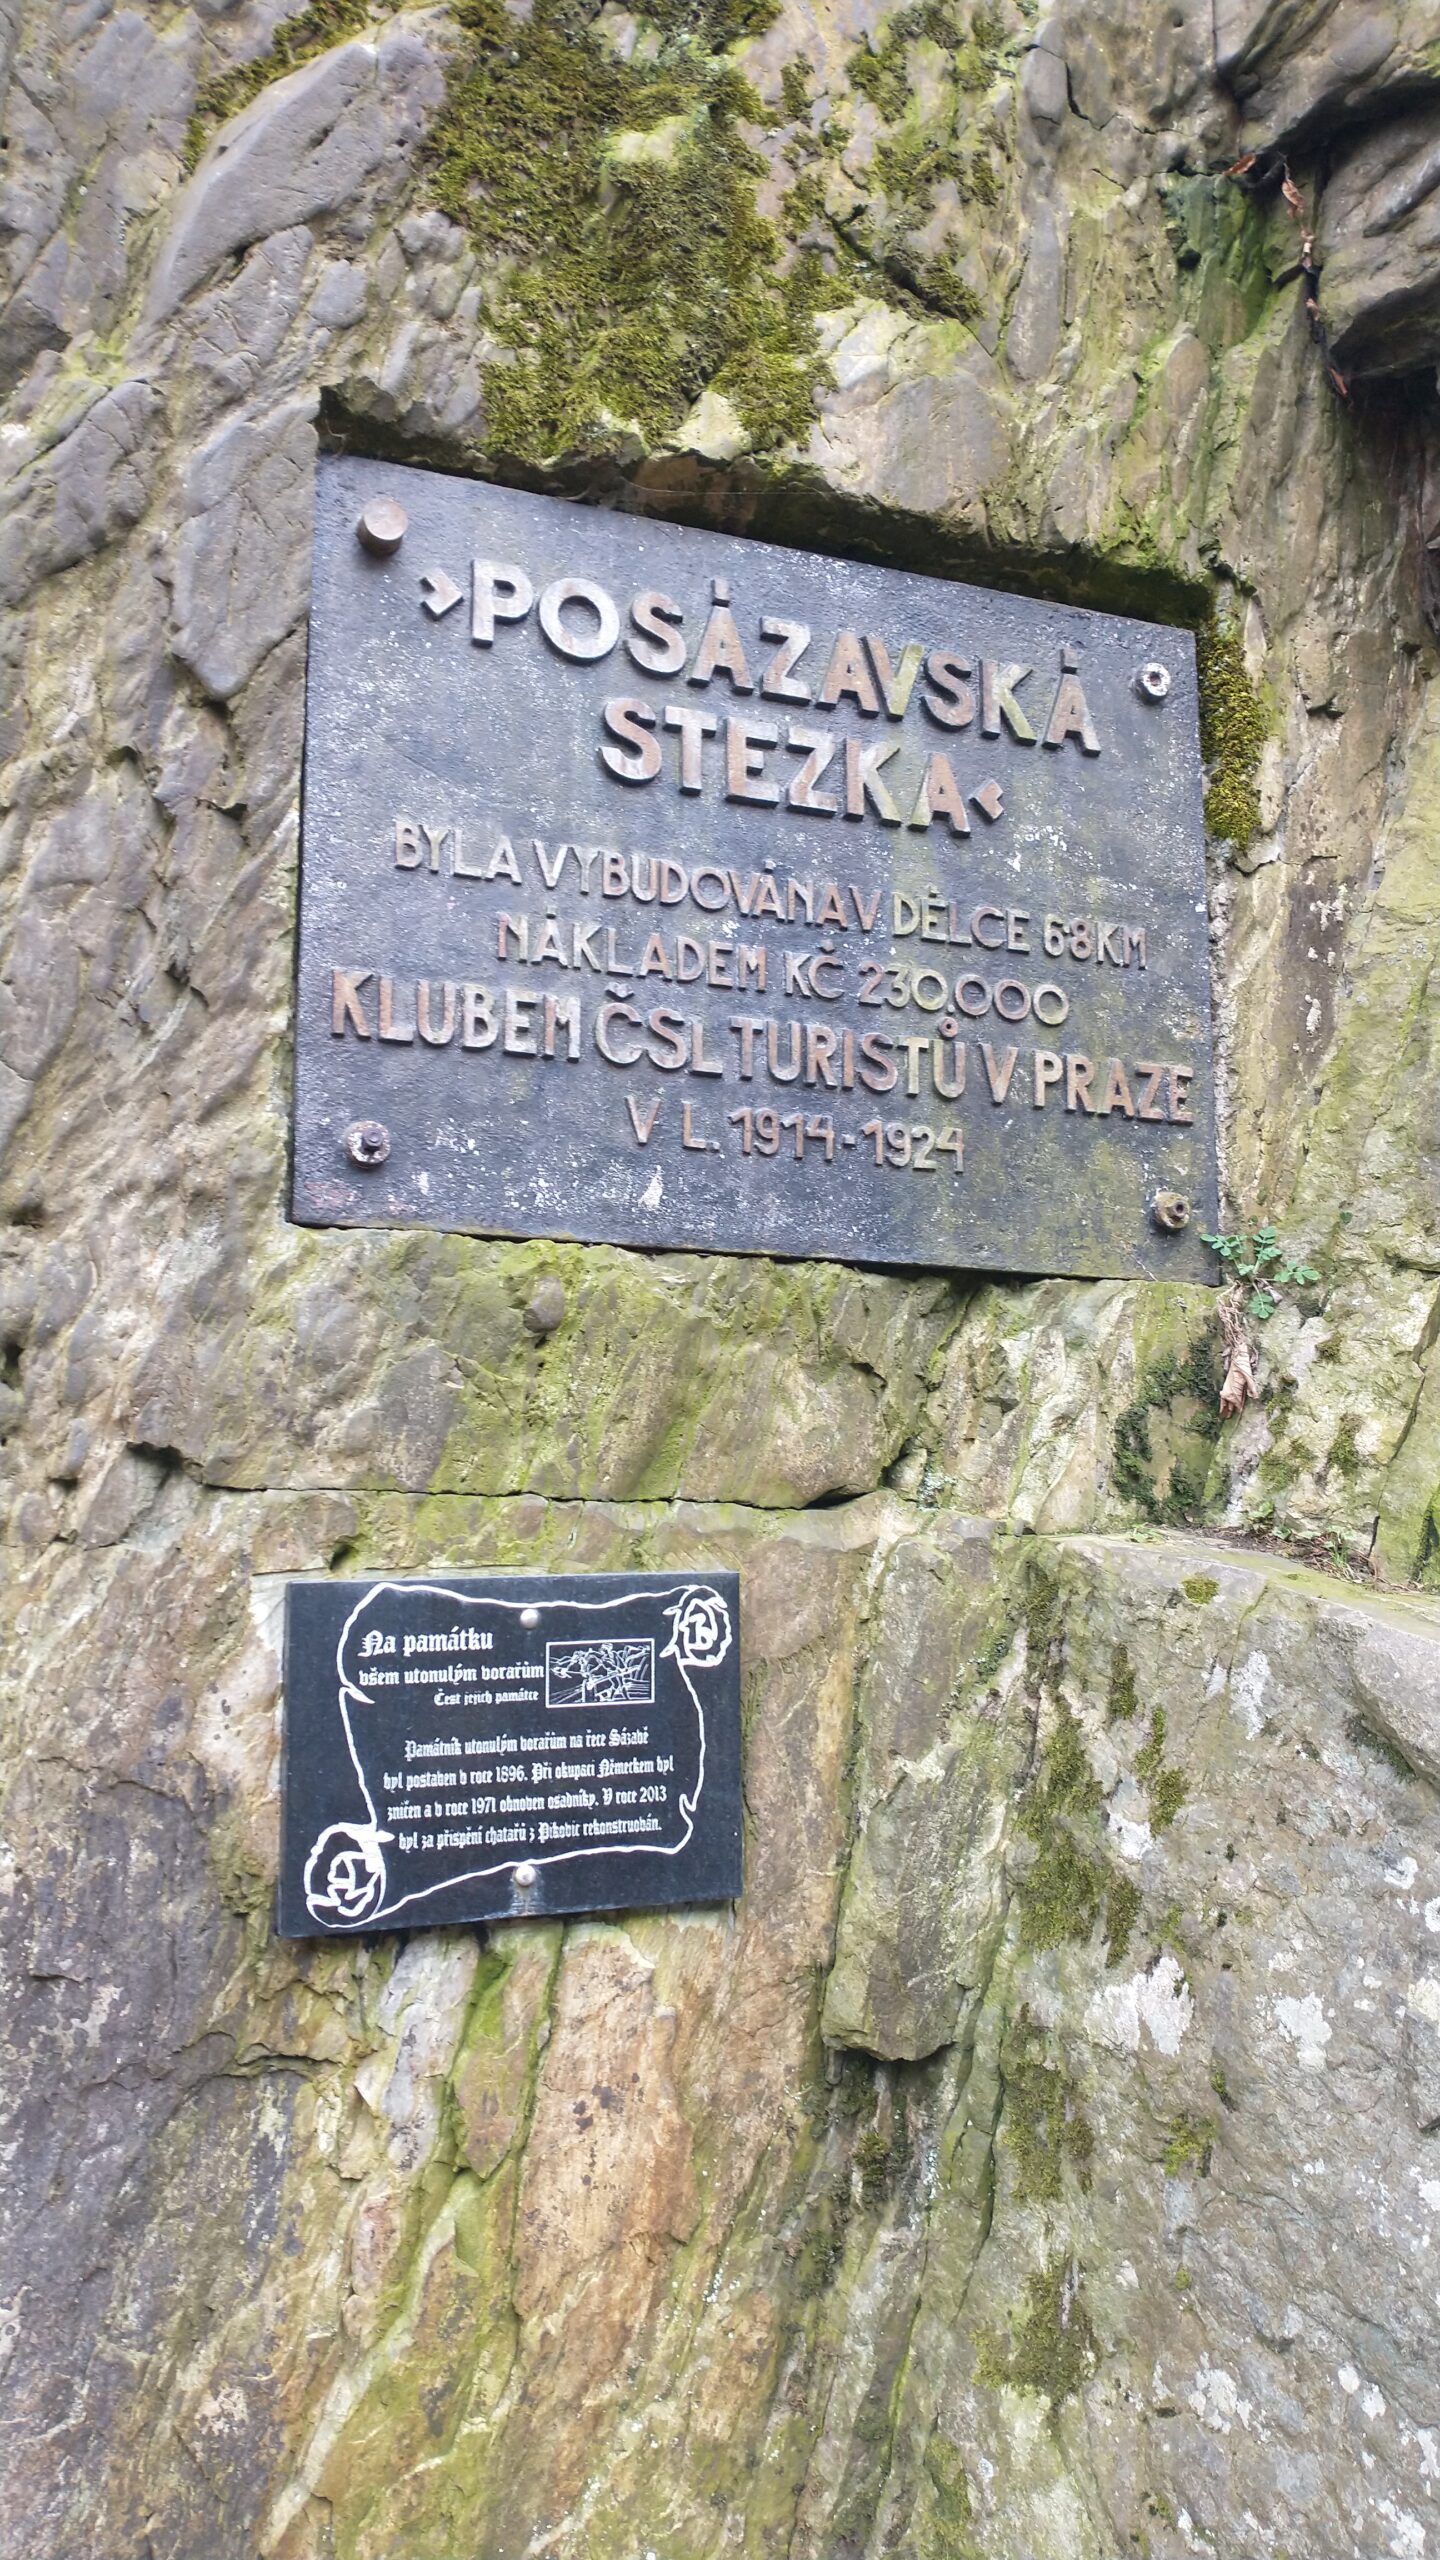 ›POSÁZAVSKÁ
STEZKA‹
BYLA VYBUDOVÁNA V DÉLCE 68 KM
NÁKLADEM KČ 230.000
KLUBEM ČSL TURISTŮ V PRAZE
V L. 1914-1924
Na památku
všem utonulým vorařům
Čest jejich památce
Památník utonulým vorařům na řece Sázavě
byl postaven v roce 1896. Při okupaci Německem byl
zničen a v roce 1971 obnoven osadníky. V roce 2013
byl za přispění chatařů z Pikovic rekonstruován.